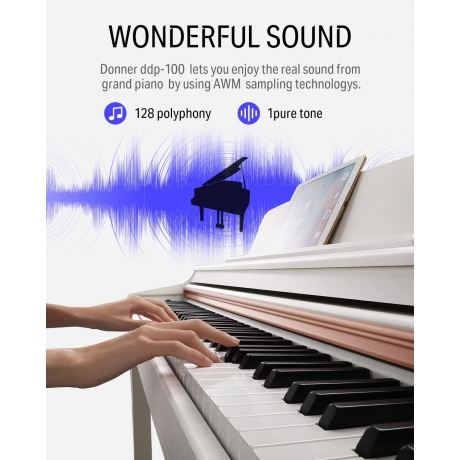 WONDERFUL SOUND
Donner ddp-100 lets you enjoy the real sound from
grand piano by using AWM sampling technologys.
128 polyphony
1pure tone